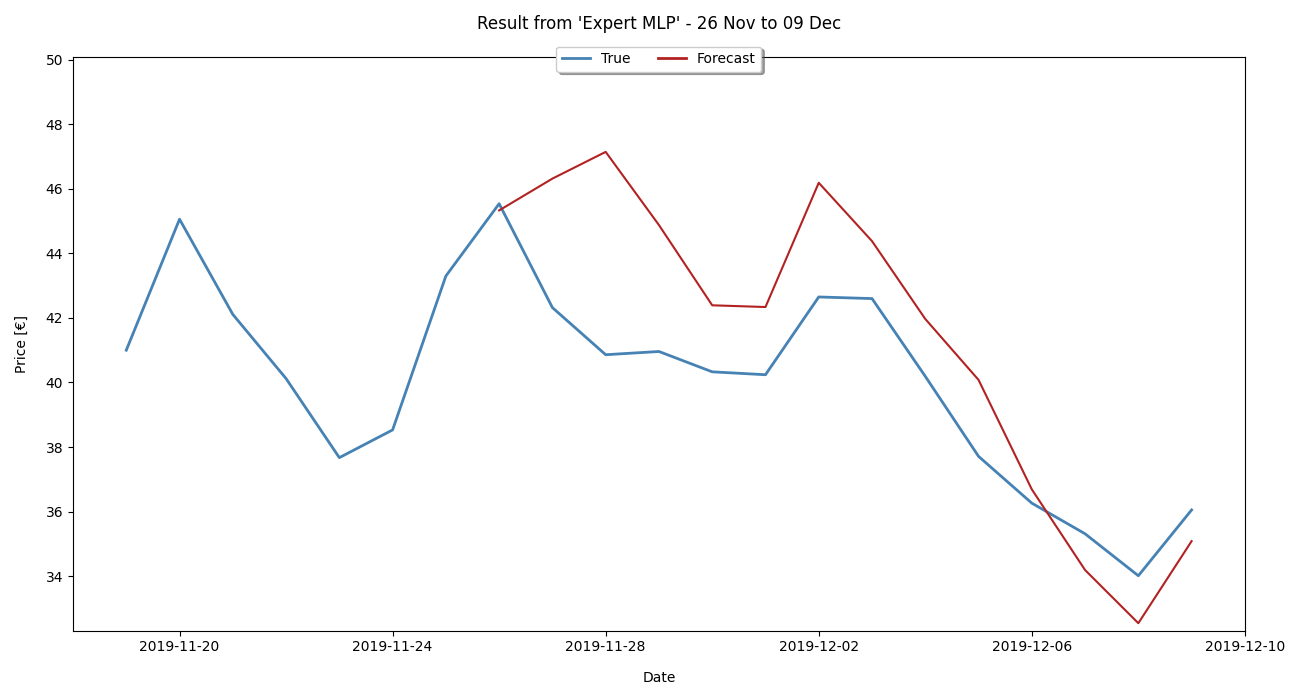 Result from 'Expert MLP' - 26 Nov to 09 Dec
True Forecast
50
48
46
44
42
40
38
36
34
Price [€]
2019-11-20 2019-11-24 2019-11-28 2019-12-02 2019-12-06 2019-12-10
Date